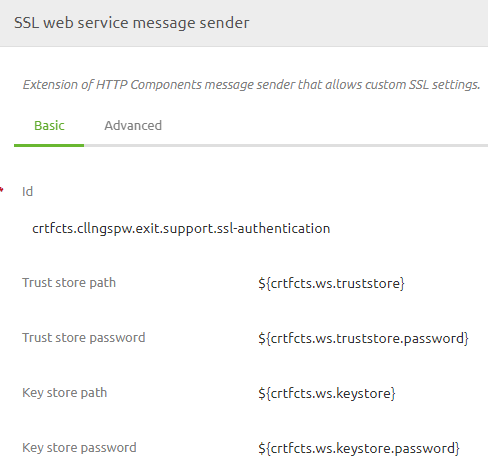 SSL web service message sender
Extension of HTTP Components message sender that allows custom SSL settings.
Basic Advanced
* Id
crtfcts.cllngspw.exit.support.ssl-authentication
Trust store path ${crtfcts.ws.truststore}
Trust store password ${crtfcts.ws.truststore.password}
Key store path ${crtfcts.ws.keystore}
Key store password ${crtfcts.ws.keystore.password}